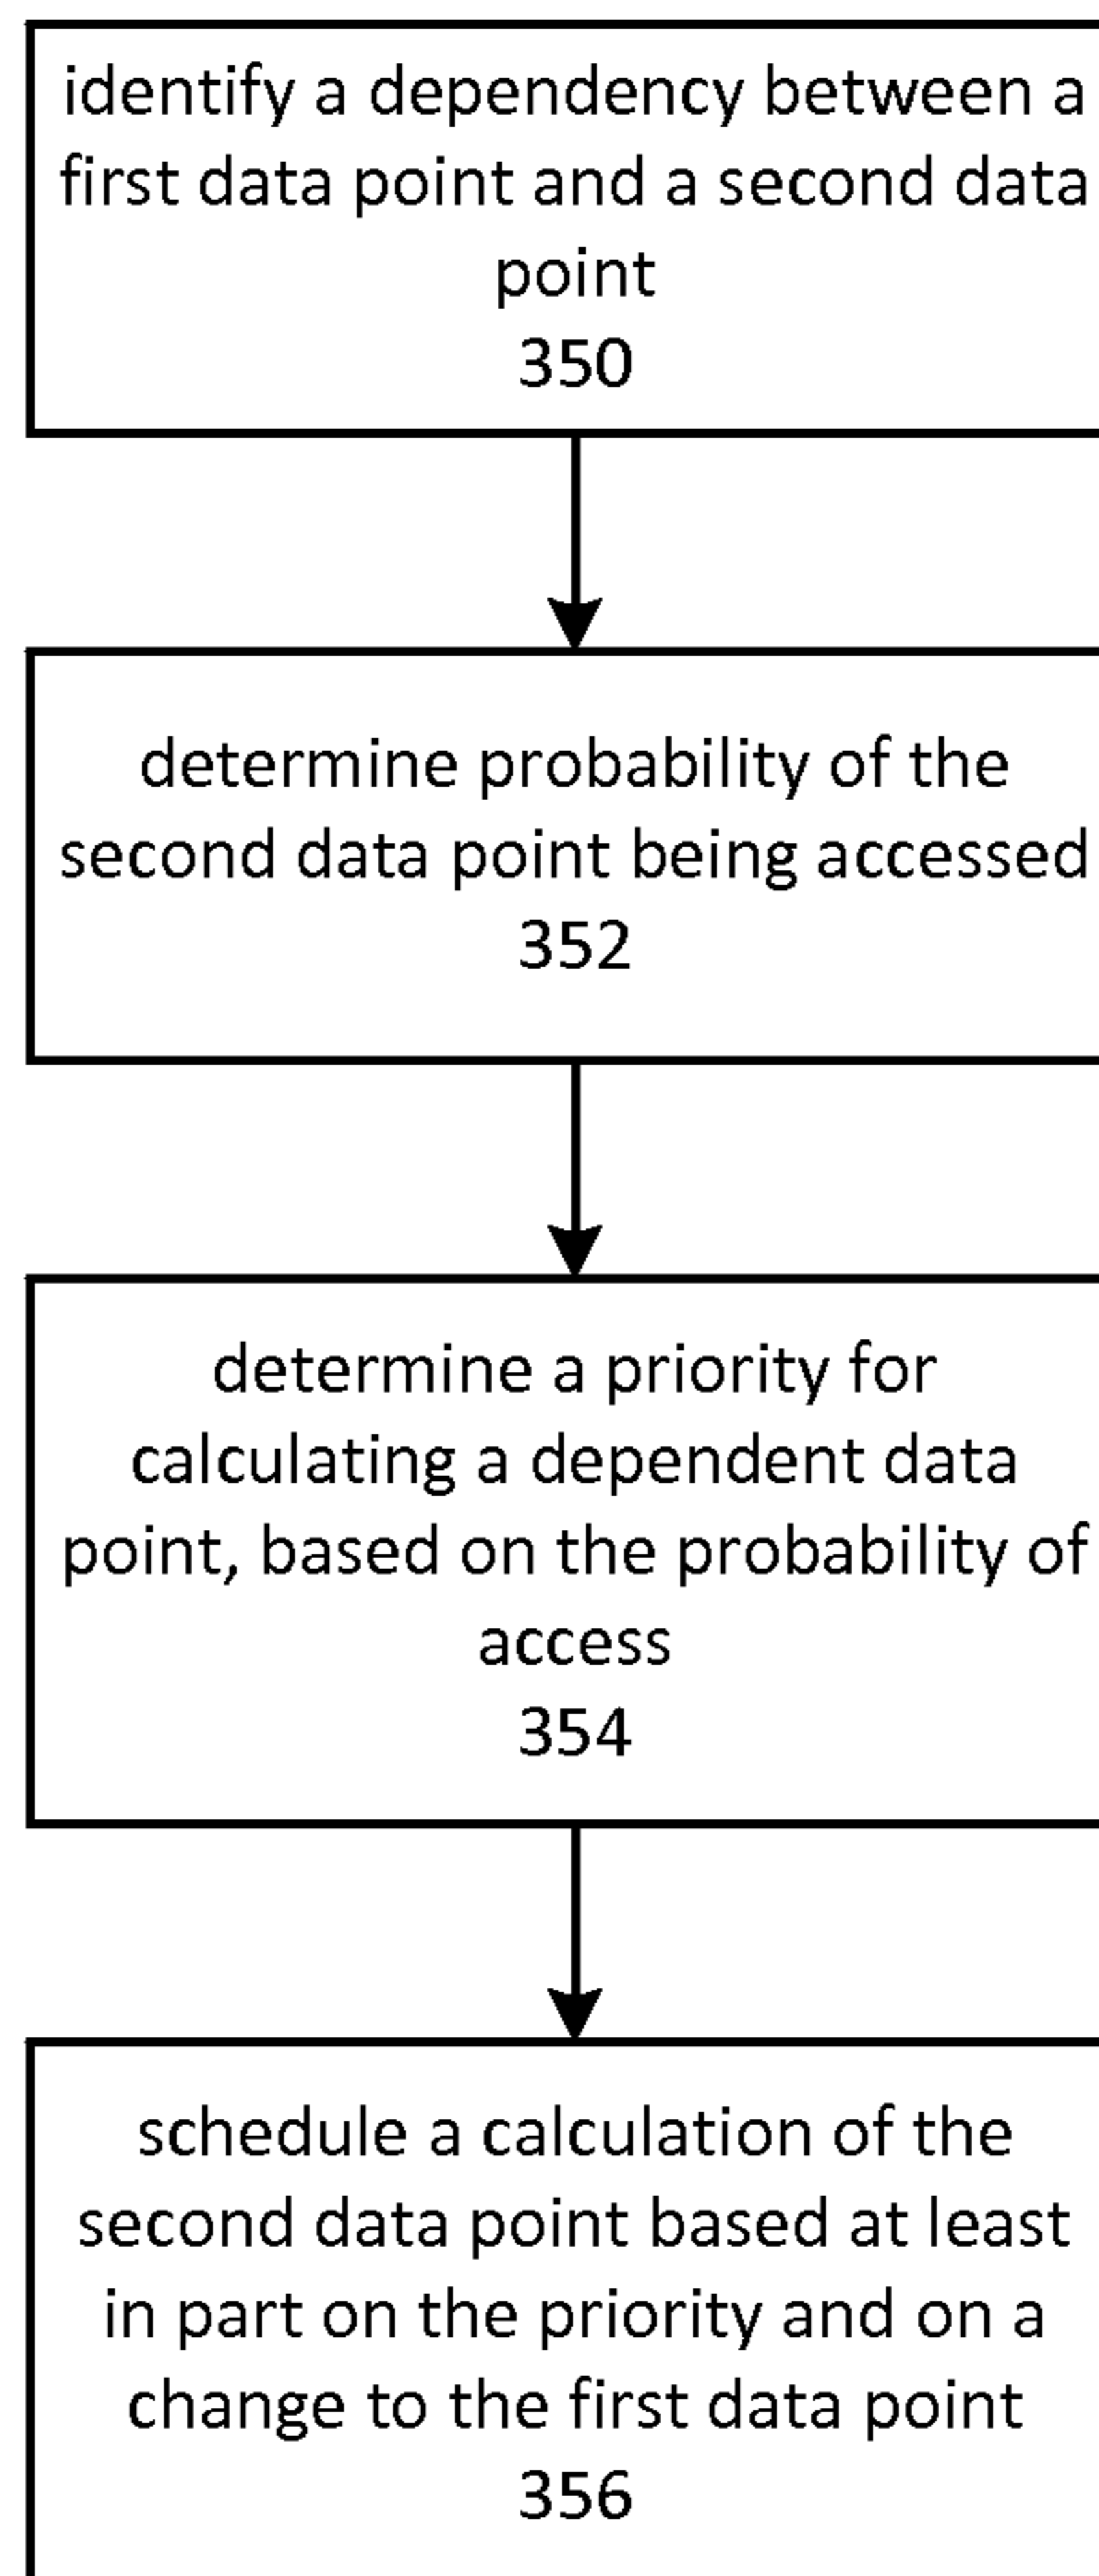 identify a dependency between a
first data point and a second data
point
350
determine probability of the
second data point being accessed
352
determine a priority for
calculating a dependent data
point, based on the probability of
access
354
schedule a calculation of the
second data point based at least
in part on the priority and on a
change to the first data point
356